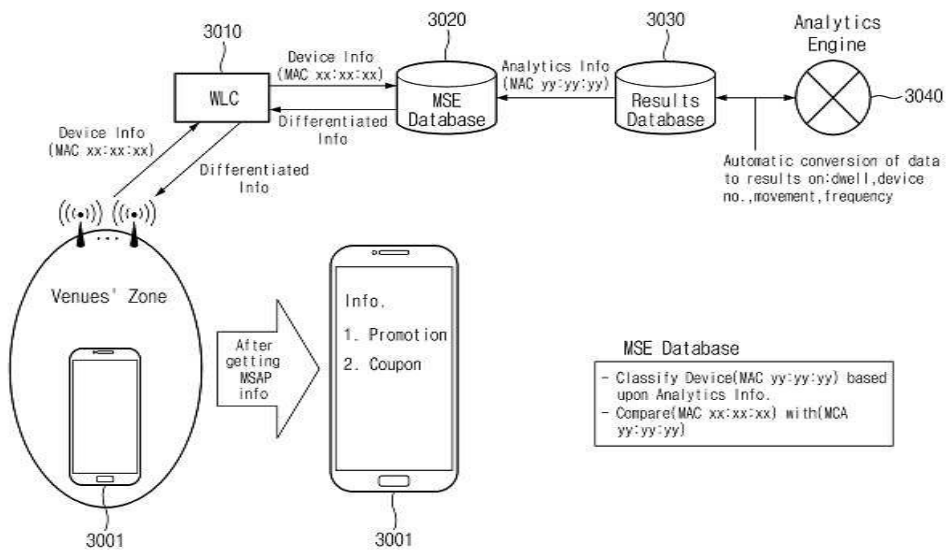 3010
3020
3030
Analytics
Engine
Device Info
(MAC xx:xx:xx)
Analytics Info
(MAC yy:yy:yy)
WLC
MSE
Database
Results
Database
3040
Differentiated
Info
Device Info
(MAC xx:xx:xx)
Differentiated
Info
Automatic conversion of data
to results on:dwell,device
no.,movement,frequency
Venues' Zone
Info.
1. Promotion
2. Coupon
After
getting
MSAP
info
MSE Database
- Classify Device(MAC yy:yy:yy) based
upon Analytics Info.
- Compare(MAC xx:xx:xx) with(MCA
yy:yy:yy)
3001
3001